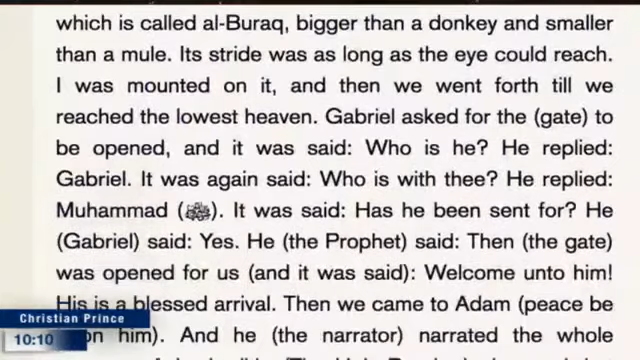 which is called al-Buraq, bigger than a donkey and smaller
than a mule. Its stride was as long as the eye could reach.
I was mounted on it, and then we went forth till we
reached the lowest heaven. Gabriel asked for the (gate) to
be opened, and it was said: Who is he? He replied:
Gabriel. It was again said: Who is with thee? He replied:
Muhammad (ﷺ). It was said: Has he been sent for? He
(Gabriel) said: Yes. He (the Prophet) said: Then (the gate)
was opened for us (and it was said): Welcome unto him!
His is a blessed arrival. Then we came to Adam (peace be
him). And he (the narrator) narrated the whole
Christian Prince
10:10